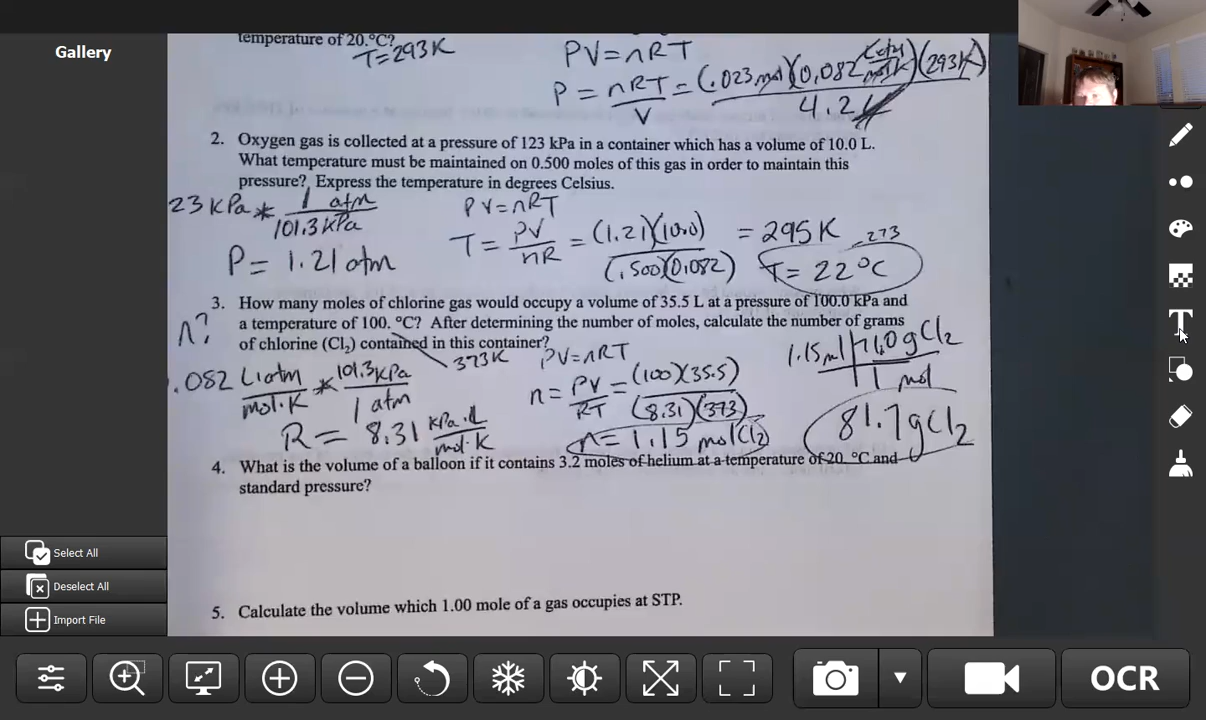 Gallery
temperature of 20.°C?
T=293K
PV=nRT
P = nRT/V = (.023mol)(0.082 L·atm/mol·K)(293K)/4.2L
2. Oxygen gas is collected at a pressure of 123 kPa in a container which has a volume of 10.0 L.
What temperature must be maintained on 0.500 moles of this gas in order to maintain this
pressure? Express the temperature in degrees Celsius.
23 kPa * 1 atm/101.3 kPa
P = 1.21 atm
PV=nRT
T = PV/nR = (1.21)(10.0)/(.500)(0.082) = 295K
-273
T= 22°C
3. How many moles of chlorine gas would occupy a volume of 35.5 L at a pressure of 100.0 kPa and
a temperature of 100. °C? After determining the number of moles, calculate the number of grams
of chlorine (Cl2) contained in this container?
n?
373K
.082 L·atm/mol·K * 101.3kPa/1 atm
R = 8.31 kPa·L/mol·K
PV=nRT
n = PV/RT = (100)(35.5)/(8.31)(373)
n= 1.15 mol Cl2
1.15 ml 71.0gCl2
1 mol
81.7gCl2
4. What is the volume of a balloon if it contains 3.2 moles of helium at a temperature of 20. °C and
standard pressure?
5. Calculate the volume which 1.00 mole of a gas occupies at STP.
Select All
Deselect All
Import File
T
OCR